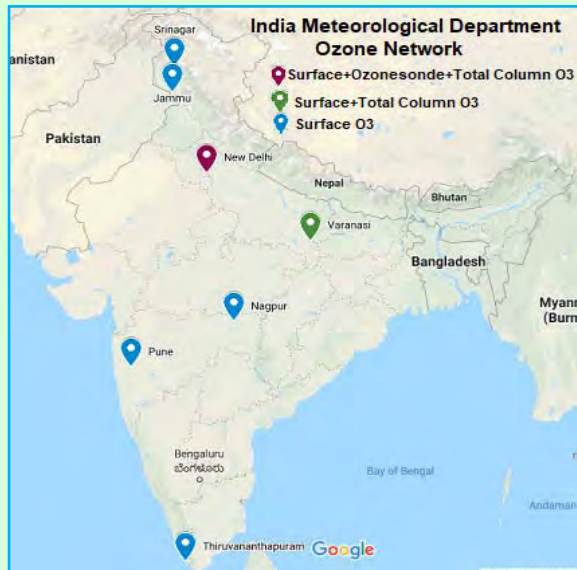 India Meteorological Department
Ozone Network
Surface+Ozonesonde+Total Column O3
Surface+Total Column O3
Surface O3
Srinagar
anistan
Jammu
Pakistan
New Delhi
Nepal
Bhutan
Varanasi
Bangladesh
Nagpur
Myanm
(Burn
Pune
Bengaluru
ಬೆಂಗಳೂರು
Bay of Bengal
Andaman
Thiruvananthapuram
Google